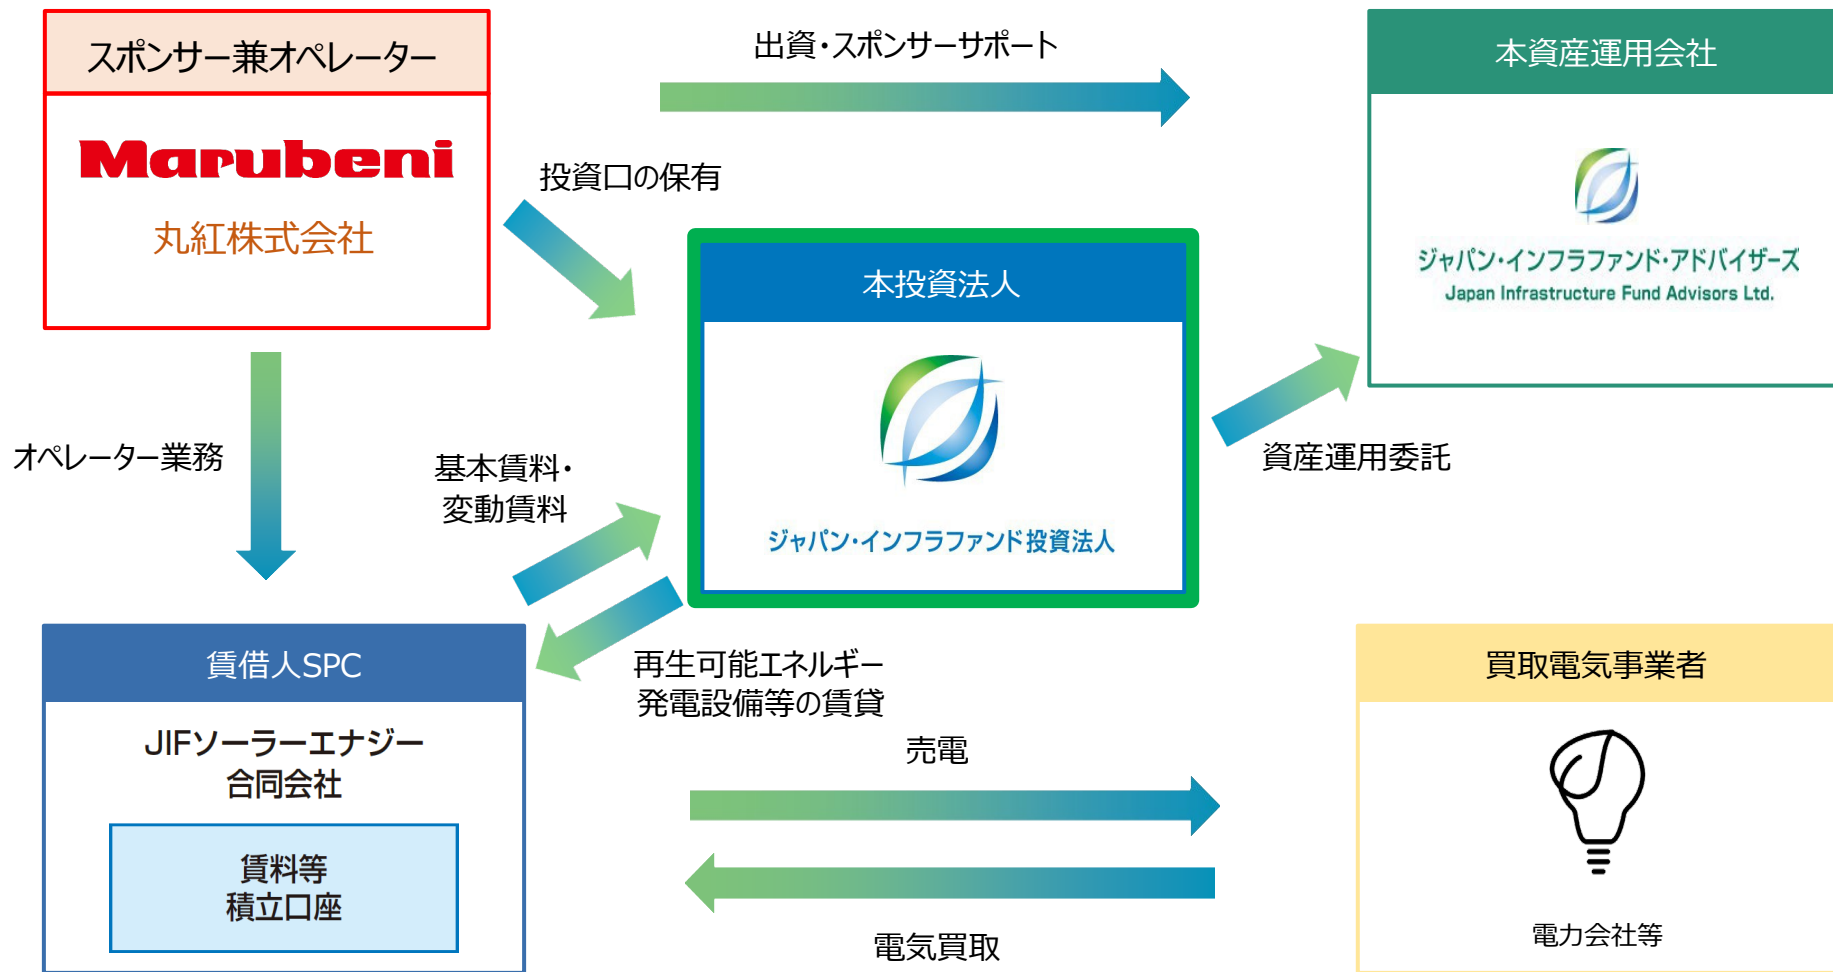 スポンサー兼オペレーター
Marubeni
丸紅株式会社
出資・スポンサーサポート
本資産運用会社
ジャパン・インフラファンド・アドバイザーズ
Japan Infrastructure Fund Advisors Ltd.
投資口の保有
本投資法人
ジャパン・インフラファンド投資法人
資産運用委託
オペレーター業務
基本賃料・
変動賃料
再生可能エネルギー
発電設備等の賃貸
賃借人SPC
JIFソーラーエナジー
合同会社
賃料等
積立口座
売電
電気買取
買取電気事業者
電力会社等